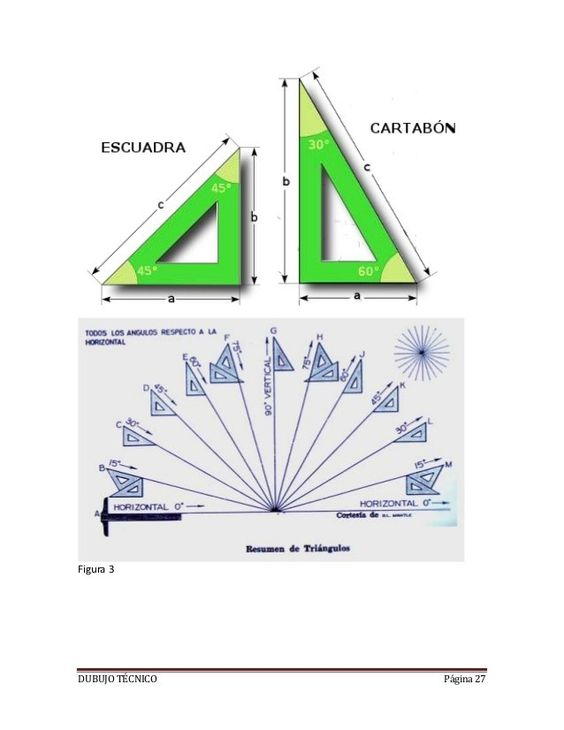 ESCUADRA
45°
45°
c
b
a
CARTABÓN
30°
60°
c
b
a
TODOS LOS ANGULOS RESPECTO A LA
HORIZONTAL
A
HORIZONTAL 0°
B
15°
C
30°
D
45°
E
60°
F
75°
G
90° VERTICAL
H
75°
J
60°
K
45°
L
30°
M
15°
HORIZONTAL 0°
Cortesía de B.L. MANTLE
Resumen de Triángulos
Figura 3
DUBUJO TÉCNICO
Página 27